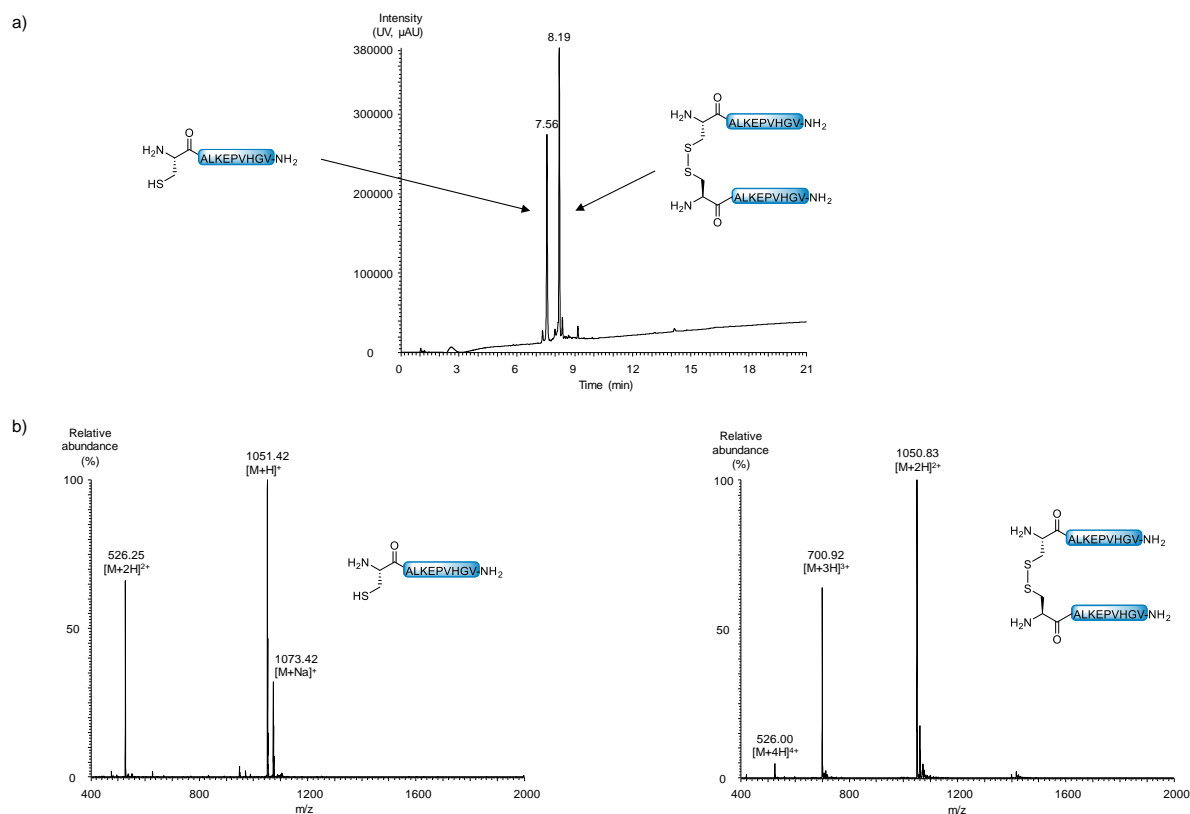 a)
Intensity
(UV, µAU)
380000
300000
200000
100000
0
0
3
6
9
12
15
18
21
Time (min)
7.56
8.19
H₂N
O
ALKEPVHGV-NH₂
HS
O
H₂N
ALKEPVHGV-NH₂
S
S
H₂N
ALKEPVHGV-NH₂
O
b)
Relative
abundance
(%)
100
50
0
400
800
1200
1600
2000
m/z
526.25
[M+2H]²⁺
1051.42
[M+H]⁺
1073.42
[M+Na]⁺
O
H₂N
ALKEPVHGV-NH₂
HS
Relative
abundance
(%)
100
50
0
400
800
1200
1600
2000
m/z
526.00
[M+4H]⁴⁺
700.92
[M+3H]³⁺
1050.83
[M+2H]²⁺
O
H₂N
ALKEPVHGV-NH₂
S
S
H₂N
ALKEPVHGV-NH₂
O